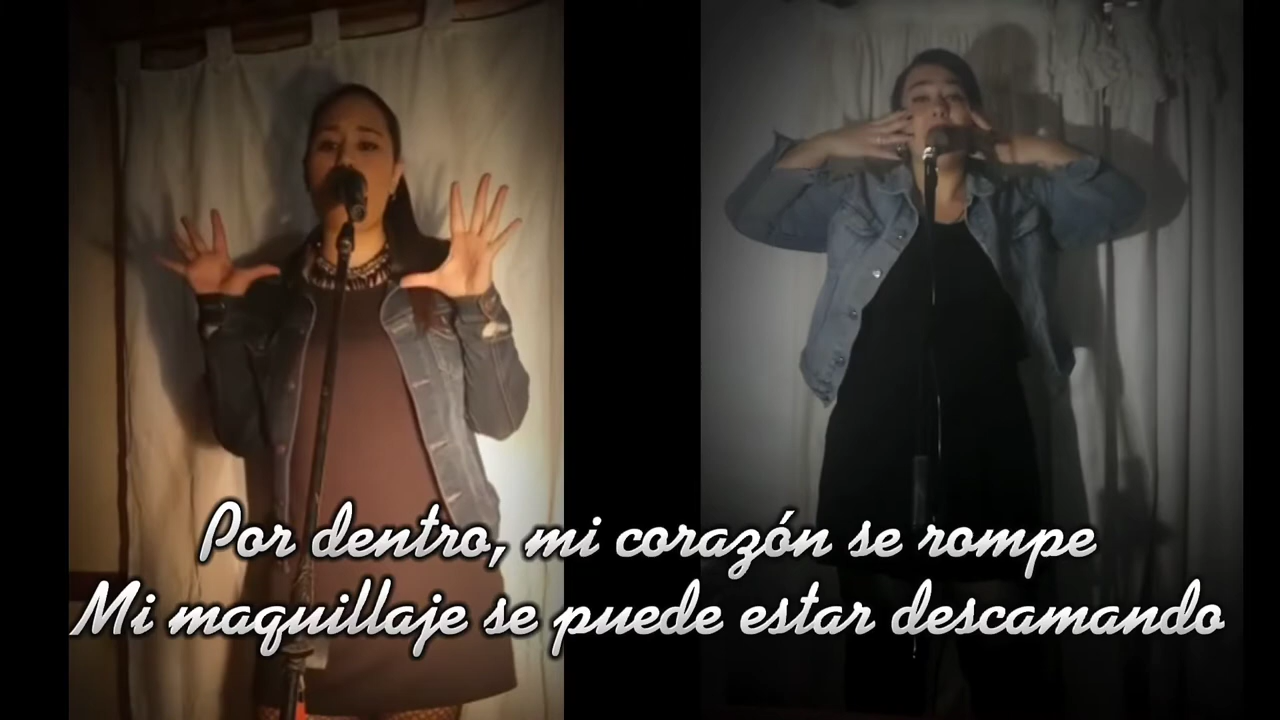 Por dentro, mi corazón se rompe
Mi maquillaje se puede estar descamando